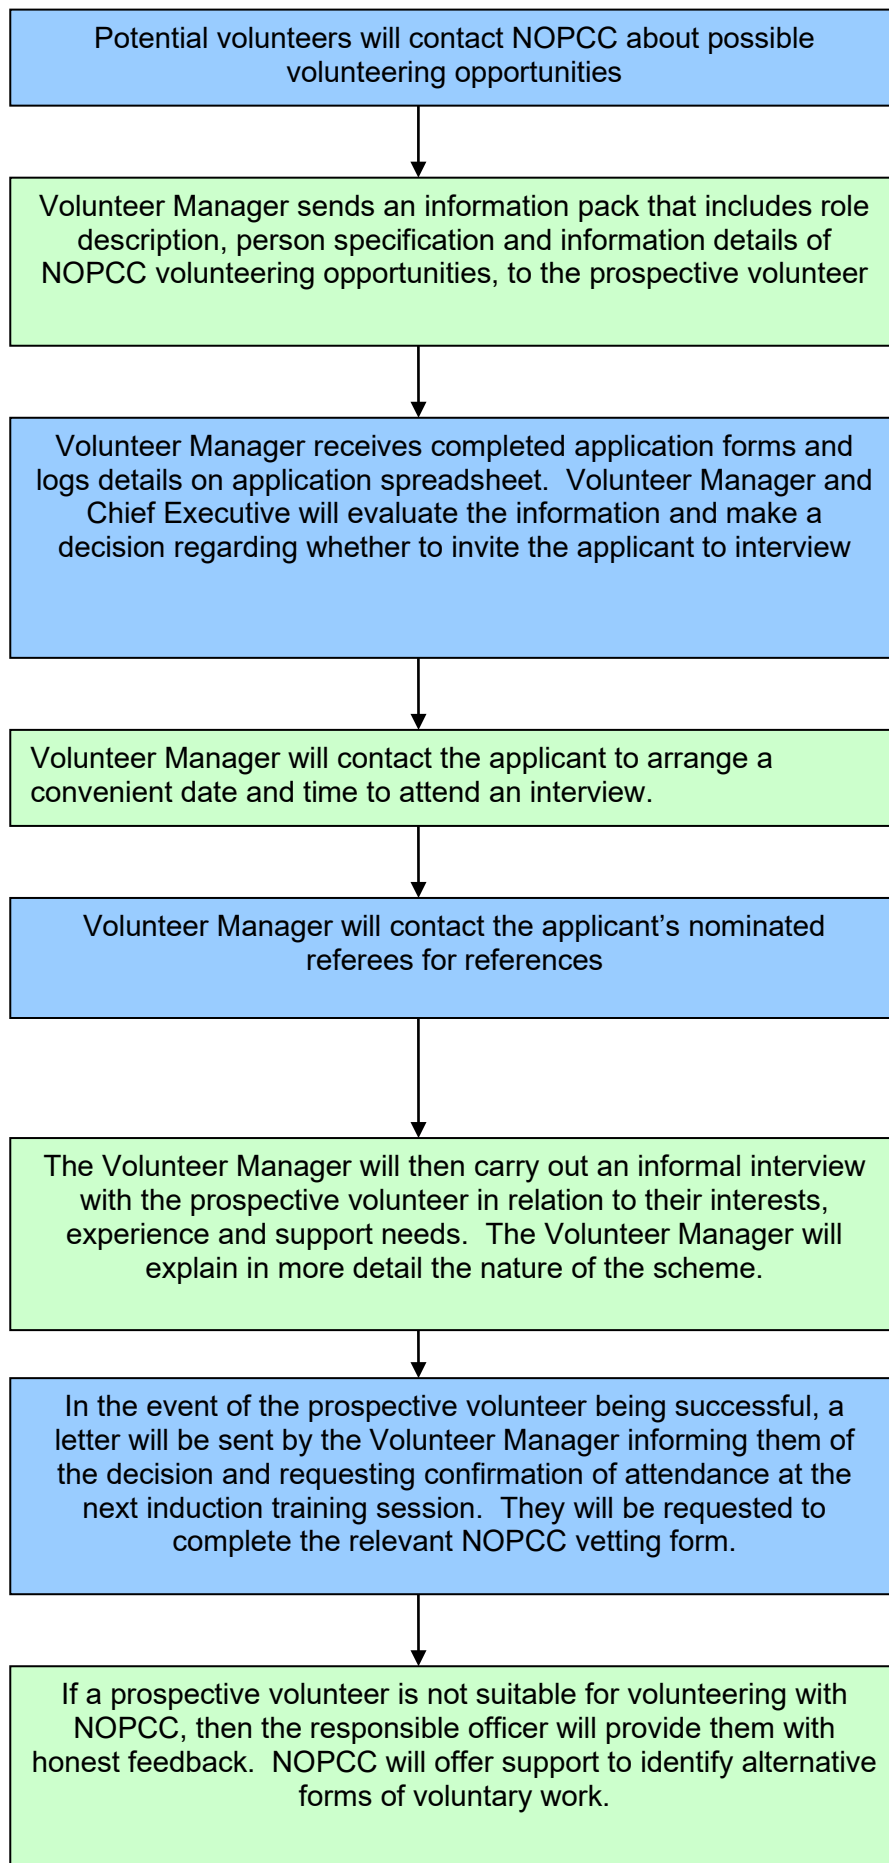 Potential volunteers will contact NOPCC about possible
volunteering opportunities
Volunteer Manager sends an information pack that includes role
description, person specification and information details of
NOPCC volunteering opportunities, to the prospective volunteer
Volunteer Manager receives completed application forms and
logs details on application spreadsheet.  Volunteer Manager and
Chief Executive will evaluate the information and make a
decision regarding whether to invite the applicant to interview
Volunteer Manager will contact the applicant to arrange a
convenient date and time to attend an interview.
Volunteer Manager will contact the applicant’s nominated
referees for references
The Volunteer Manager will then carry out an informal interview
with the prospective volunteer in relation to their interests,
experience and support needs.  The Volunteer Manager will
explain in more detail the nature of the scheme.
In the event of the prospective volunteer being successful, a
letter will be sent by the Volunteer Manager informing them of
the decision and requesting confirmation of attendance at the
next induction training session.  They will be requested to
complete the relevant NOPCC vetting form.
If a prospective volunteer is not suitable for volunteering with
NOPCC, then the responsible officer will provide them with
honest feedback.  NOPCC will offer support to identify alternative
forms of voluntary work.